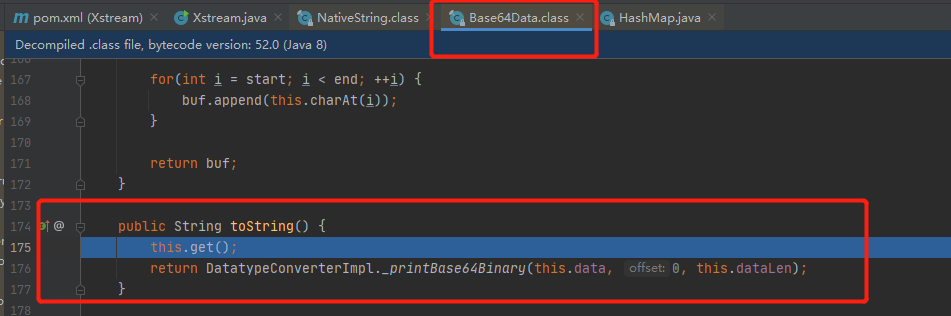 pom.xml (Xstream) × Xstream.java × NativeString.class × Base64Data.class × HashMap.java ×
Decompiled .class file, bytecode version: 52.0 (Java 8)
167 for(int i = start; i < end; ++i) {
168 buf.append(this.charAt(i));
169 }
170
171 return buf;
172 }
173
174 @ public String toString() {
175 this.get();
176 return DatatypeConverterImpl._printBase64Binary(this.data, offset: 0, this.dataLen);
177 }
178